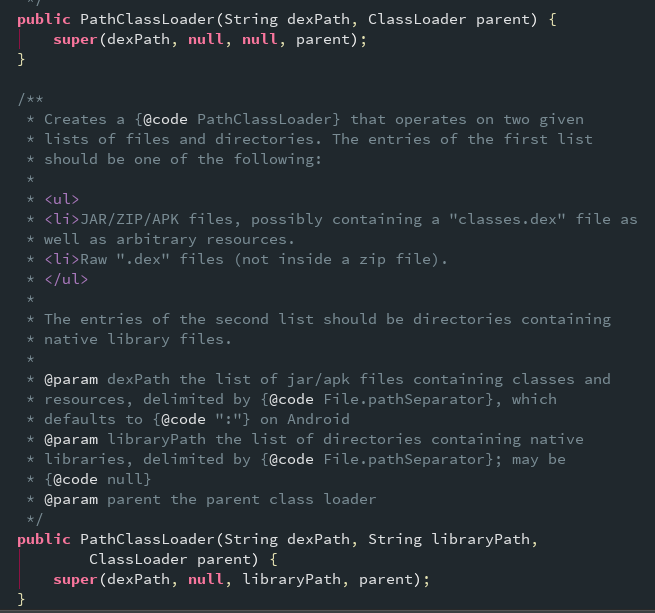 */
public PathClassLoader(String dexPath, ClassLoader parent) {
    super(dexPath, null, null, parent);
}

/**
 * Creates a {@code PathClassLoader} that operates on two given
 * lists of files and directories. The entries of the first list
 * should be one of the following:
 *
 * <ul>
 * <li>JAR/ZIP/APK files, possibly containing a "classes.dex" file as
 * well as arbitrary resources.
 * <li>Raw ".dex" files (not inside a zip file).
 * </ul>
 *
 * The entries of the second list should be directories containing
 * native library files.
 *
 * @param dexPath the list of jar/apk files containing classes and
 * resources, delimited by {@code File.pathSeparator}, which
 * defaults to {@code ":"} on Android
 * @param libraryPath the list of directories containing native
 * libraries, delimited by {@code File.pathSeparator}; may be
 * {@code null}
 * @param parent the parent class loader
 */
public PathClassLoader(String dexPath, String libraryPath,
        ClassLoader parent) {
    super(dexPath, null, libraryPath, parent);
}